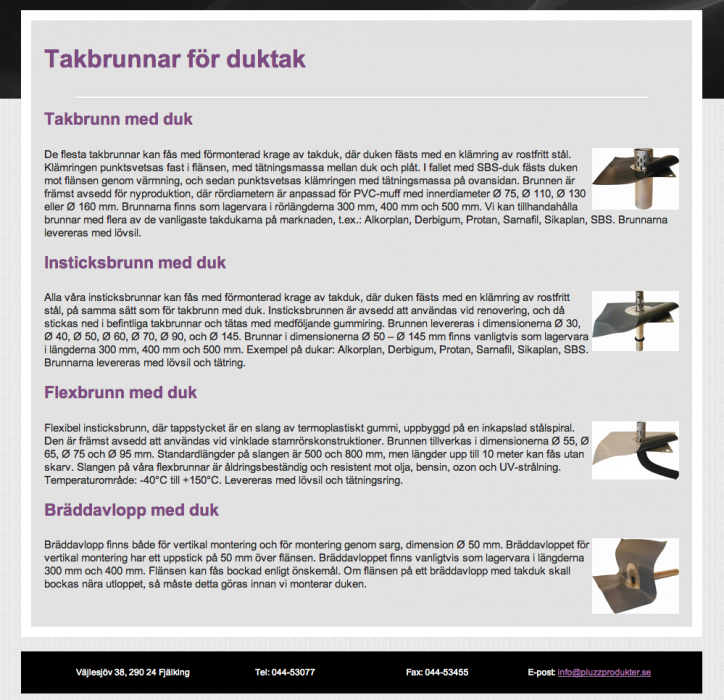 Takbrunnar för duktak
Takbrunn med duk
De flesta takbrunnar kan fås med förmonterad krage av takduk, där duken fästs med en klämring av rostfritt stål.
Klämringen punktsvetsas fast i flänsen, med tätningsmassa mellan duk och plåt. I fallet med SBS-duk fästs duken
mot flänsen genom värmning, och sedan punktsvetsas klämringen med tätningsmassa på ovansidan. Brunnen är
främst avsedd för nyproduktion, där rördiametern är anpassad för PVC-muff med innerdiameter Ø 75, Ø 110, Ø 130
eller Ø 160 mm. Brunnarna finns som lagervara i rörlängderna 300 mm, 400 mm och 500 mm. Vi kan tillhandahålla
brunnar med flera av de vanligaste takdukarna på marknaden, t.ex.: Alkorplan, Derbigum, Protan, Sarnafil, Sikaplan, SBS. Brunnarna
levereras med lövsil.
Insticksbrunn med duk
Alla våra insticksbrunnar kan fås med förmonterad krage av takduk, där duken fästs med en klämring av rostfritt
stål, på samma sätt som för takbrunn med duk. Insticksbrunnen är avsedd att användas vid renovering, och då
stickas ned i befintliga takbrunnar och tätas med medföljande gummiring. Brunnen levereras i dimensionerna Ø 30,
Ø 40, Ø 50, Ø 60, Ø 70, Ø 90, och Ø 145. Brunnar i dimensionerna Ø 50 – Ø 145 mm finns vanligtvis som lagervara
i längderna 300 mm, 400 mm och 500 mm. Exempel på dukar: Alkorplan, Derbigum, Protan, Sarnafil, Sikaplan, SBS.
Brunnarna levereras med lövsil och tätring.
Flexbrunn med duk
Flexibel insticksbrunn, där tappstycket är en slang av termoplastiskt gummi, uppbyggd på en inkapslad stålspiral.
Den är främst avsedd att användas vid vinklade stamrörskonstruktioner. Brunnen tillverkas i dimensionerna Ø 55, Ø
65, Ø 75 och Ø 95 mm. Standardlängder på slangen är 500 och 800 mm, men längder upp till 10 meter kan fås utan
skarv. Slangen på våra flexbrunnar är åldringsbeständig och resistent mot olja, bensin, ozon och UV-strålning.
Temperaturområde: -40°C till +150°C. Levereras med lövsil och tätningsring.
Bräddavlopp med duk
Bräddavlopp finns både för vertikal montering och för montering genom sarg, dimension Ø 50 mm. Bräddavloppet för
vertikal montering har ett uppstick på 50 mm över flänsen. Bräddavloppet finns vanligtvis som lagervara i längderna
300 mm och 400 mm. Flänsen kan fås bockad enligt önskemål. Om flänsen på ett bräddavlopp med takduk skall
bockas nära utloppet, så måste detta göras innan vi monterar duken.
Väjlesjöv 38, 290 24 Fjälking Tel: 044-53077 Fax: 044-53455 E-post: info@pluzzprodukter.se